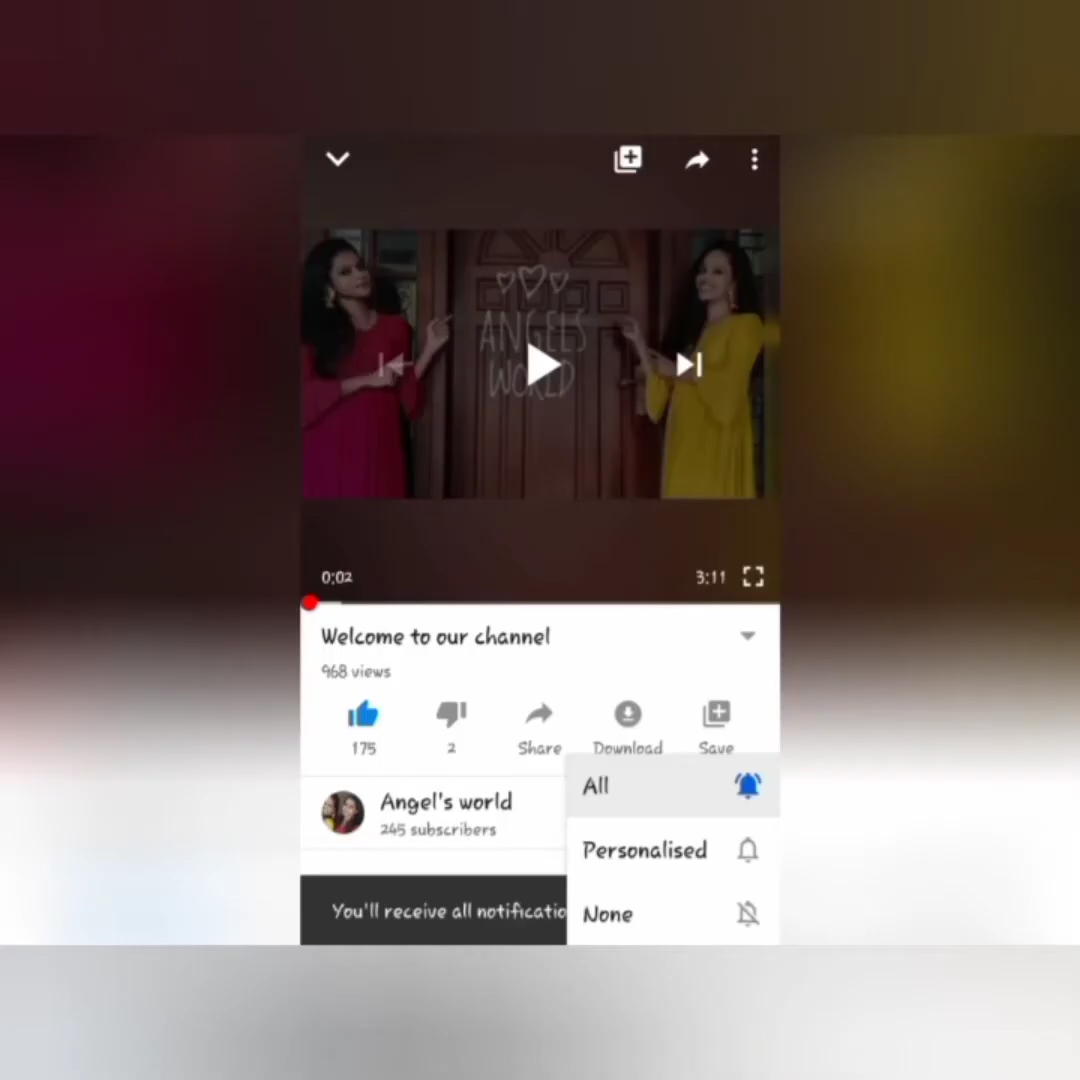 ANGELS
WORLD
0:02
3:11
Welcome to our channel
968 views
175
2
Share
Download
Save
All
Angel's world
245 subscribers
Personalised
You'll receive all notificatio
None